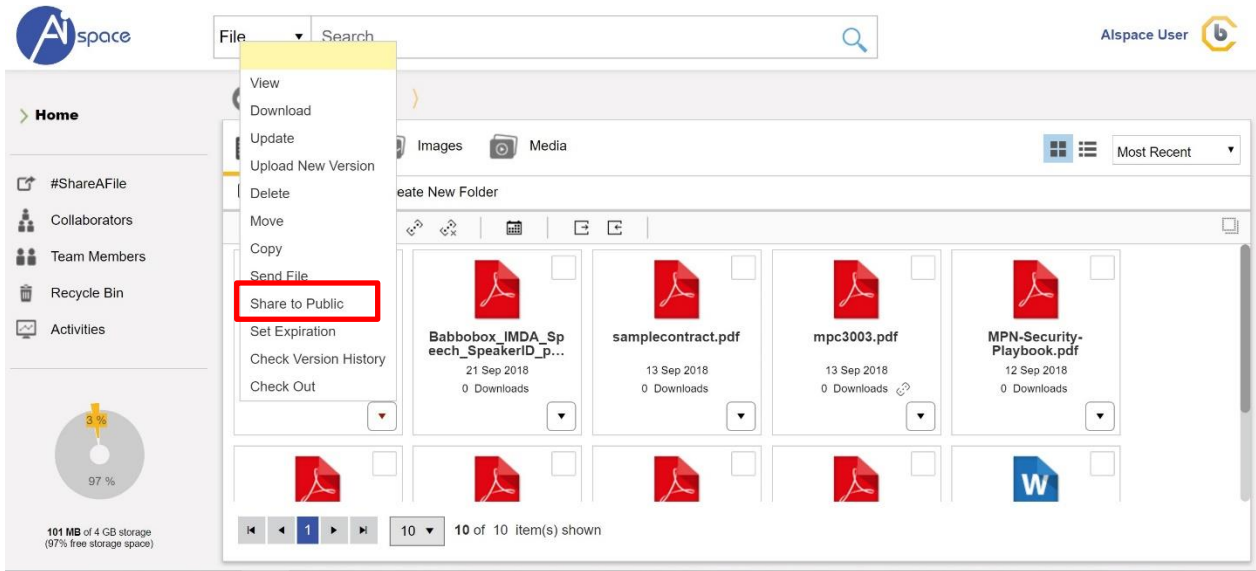 Aispace
File
Search
AIspace User
View
Download
Update
Upload New Version
Delete
Move
Copy
Send File
Share to Public
Set Expiration
Check Version History
Check Out
Home
#ShareAFile
Collaborators
Team Members
Recycle Bin
Activities
3 %
97 %
101 MB of 4 GB storage
(97% free storage space)
Images
Media
Most Recent
eate New Folder
Babbobox_IMDA_Sp
eech_SpeakerID_p...
21 Sep 2018
0 Downloads
samplecontract.pdf
13 Sep 2018
0 Downloads
mpc3003.pdf
13 Sep 2018
0 Downloads
MPN-Security-
Playbook.pdf
12 Sep 2018
0 Downloads
W
1
10
10 of 10 item(s) shown